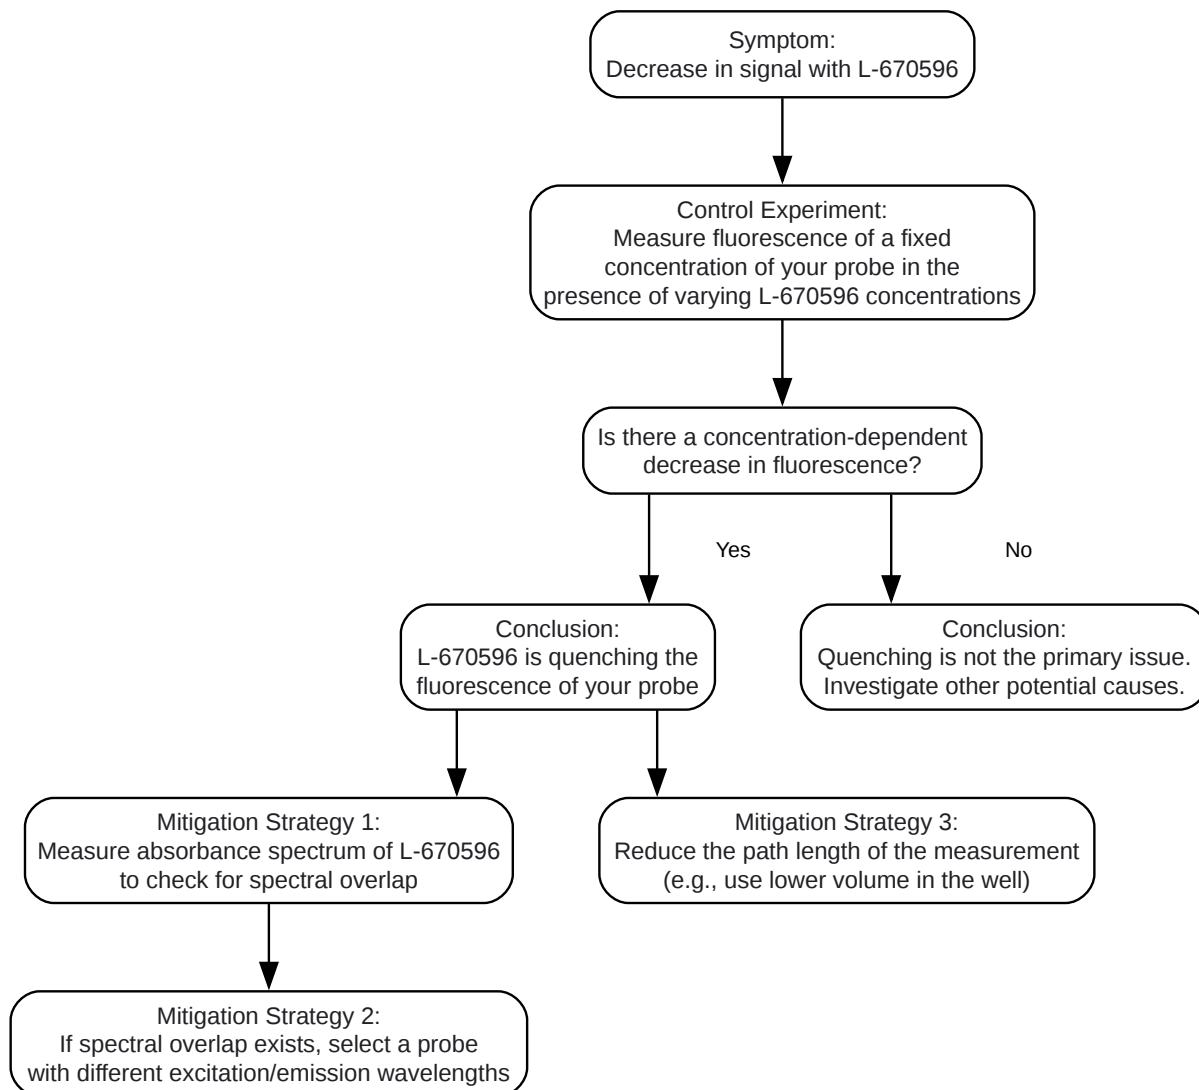 Symptom:
Decrease in signal with L-670596
Control Experiment:
Measure fluorescence of a fixed
concentration of your probe in the
presence of varying L-670596 concentrations
Is there a concentration-dependent
decrease in fluorescence?
Yes
No
Conclusion:
L-670596 is quenching the
fluorescence of your probe
Conclusion:
Quenching is not the primary issue.
Investigate other potential causes.
Mitigation Strategy 1:
Measure absorbance spectrum of L-670596
to check for spectral overlap
Mitigation Strategy 3:
Reduce the path length of the measurement
(e.g., use lower volume in the well)
Mitigation Strategy 2:
If spectral overlap exists, select a probe
with different excitation/emission wavelengths